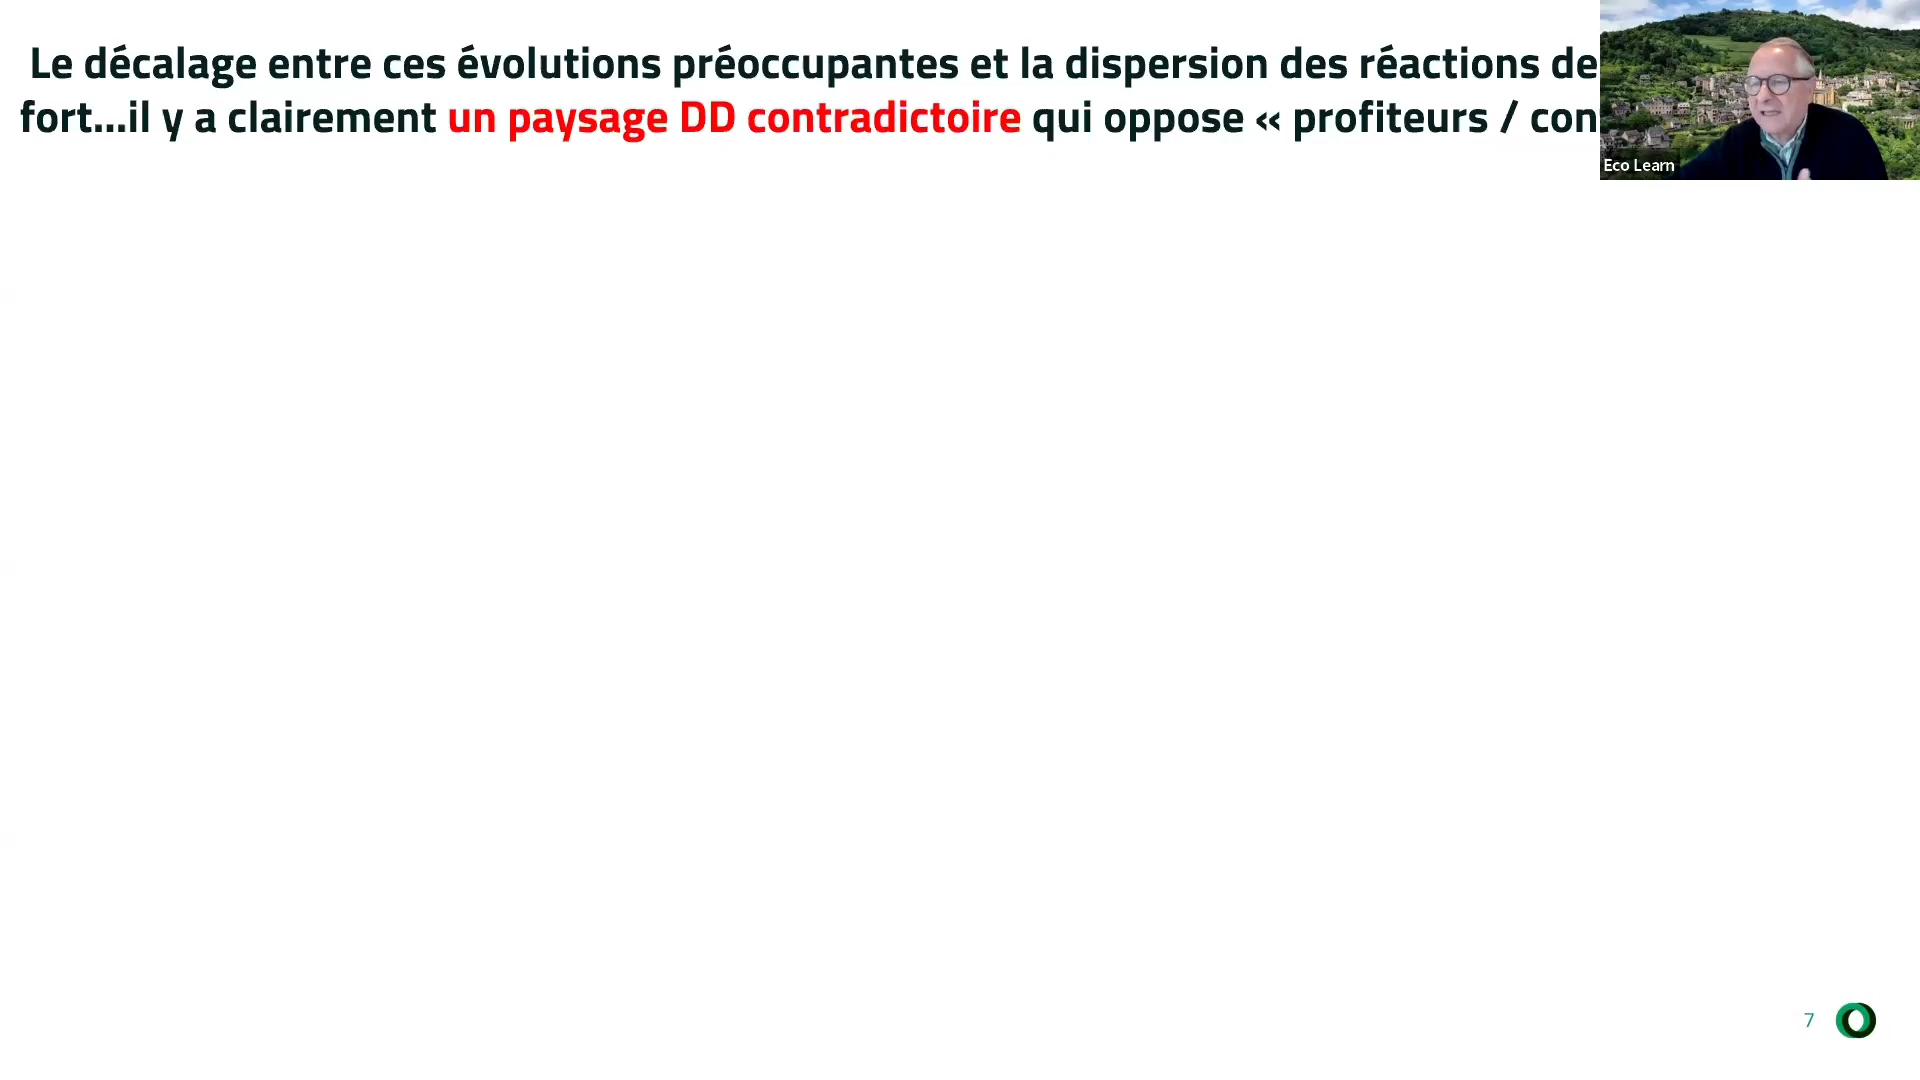 Le décalage entre ces évolutions préoccupantes et la dispersion des réactions de
fort...il y a clairement un paysage DD contradictoire qui oppose « profiteurs / con
Eco Learn
7